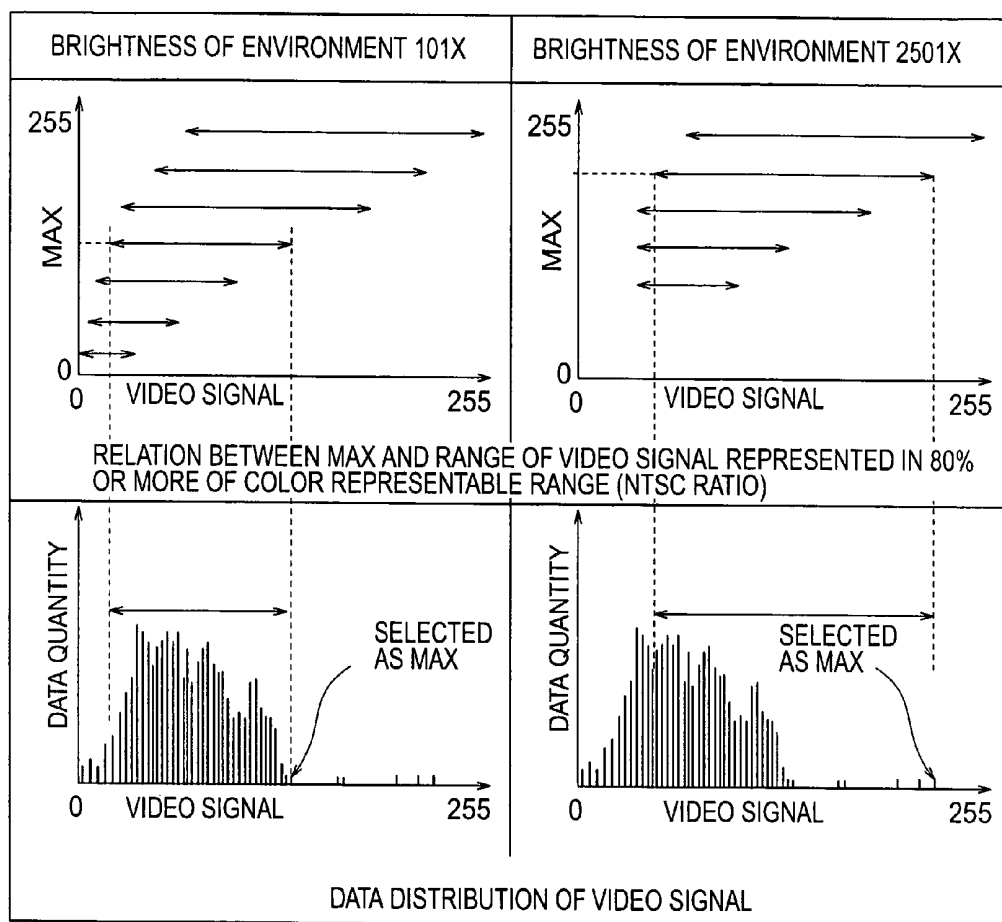 BRIGHTNESS OF ENVIRONMENT 101X
BRIGHTNESS OF ENVIRONMENT 2501X
255
MAX
0
0
VIDEO SIGNAL
255
255
MAX
0
0
VIDEO SIGNAL
255
RELATION BETWEEN MAX AND RANGE OF VIDEO SIGNAL REPRESENTED IN 80%
OR MORE OF COLOR REPRESENTABLE RANGE (NTSC RATIO)
DATA QUANTITY
SELECTED
AS MAX
0
VIDEO SIGNAL
255
DATA QUANTITY
SELECTED
AS MAX
0
VIDEO SIGNAL
255
DATA DISTRIBUTION OF VIDEO SIGNAL